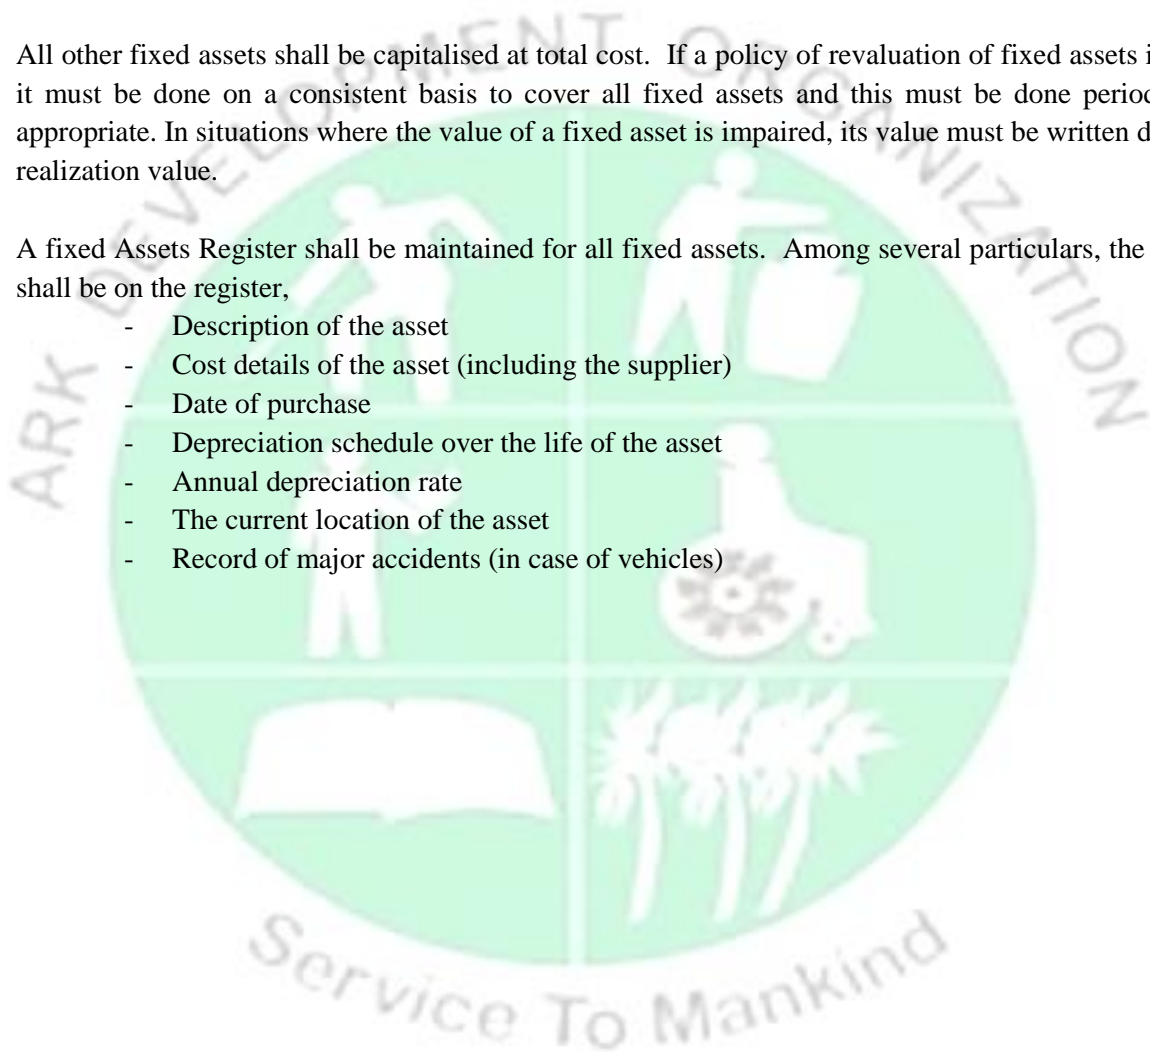 ARK DEVELOPMENT ORGANIZATION
All other fixed assets shall be capitalised at total cost. If a policy of revaluation of fixed assets
it must be done on a consistent basis to cover all fixed assets and this must be done
appropriate. In situations where the value of a fixed asset is impaired, its value must be written
realization value.
A fixed Assets Register shall be maintained for all fixed assets. Among several particulars, the
shall be on the register,
- Description of the asset
- Cost details of the asset (including the supplier)
- Date of purchase
- Depreciation schedule over the life of the asset
- Annual depreciation rate
- The current location of the asset
- Record of major accidents (in case of vehicles)
Service To Mankind